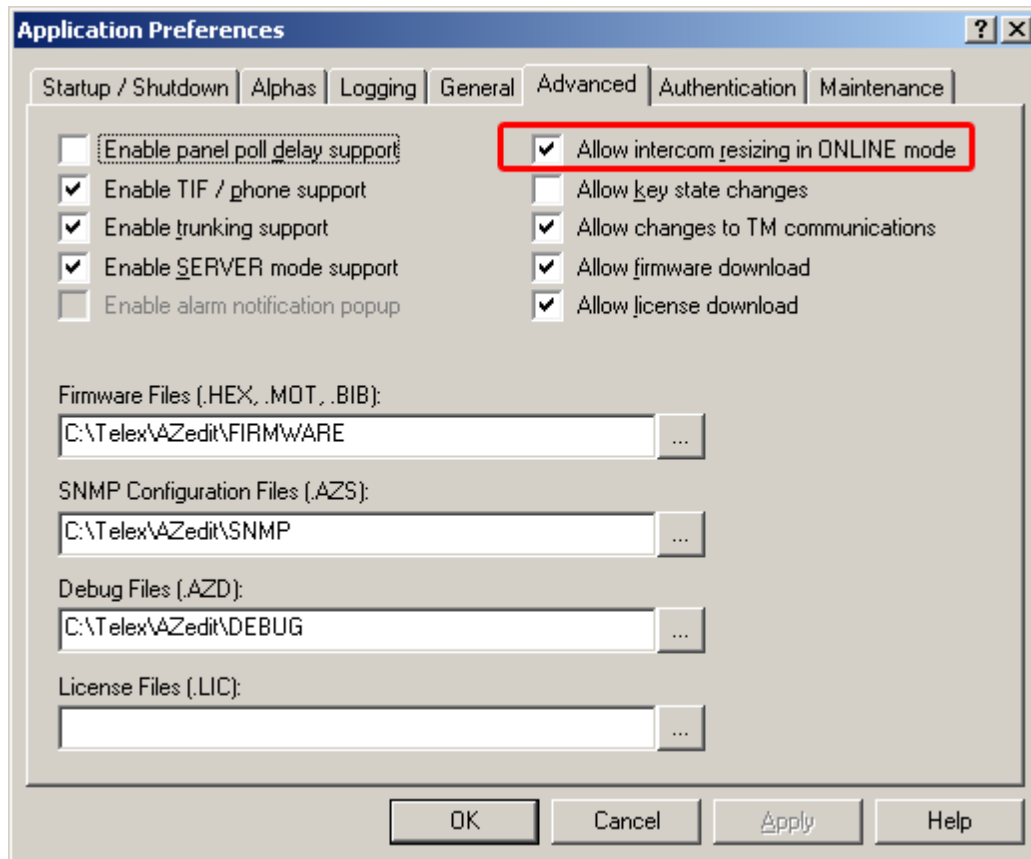 Application Preferences
Startup / Shutdown Alphas Logging General Advanced Authentication Maintenance
Enable panel poll delay support
Enable TIF / phone support
Enable trunking support
Enable SERVER mode support
Enable alarm notification popup
Allow intercom resizing in ONLINE mode
Allow key state changes
Allow changes to TM communications
Allow firmware download
Allow license download
Firmware Files (.HEX, .MOT, .BIB):
C:\Telex\AZedit\FIRMWARE
...
SNMP Configuration Files (.AZS):
C:\Telex\AZedit\SNMP
...
Debug Files (.AZD):
C:\Telex\AZedit\DEBUG
...
License Files (.LIC):
...
OK Cancel Apply Help